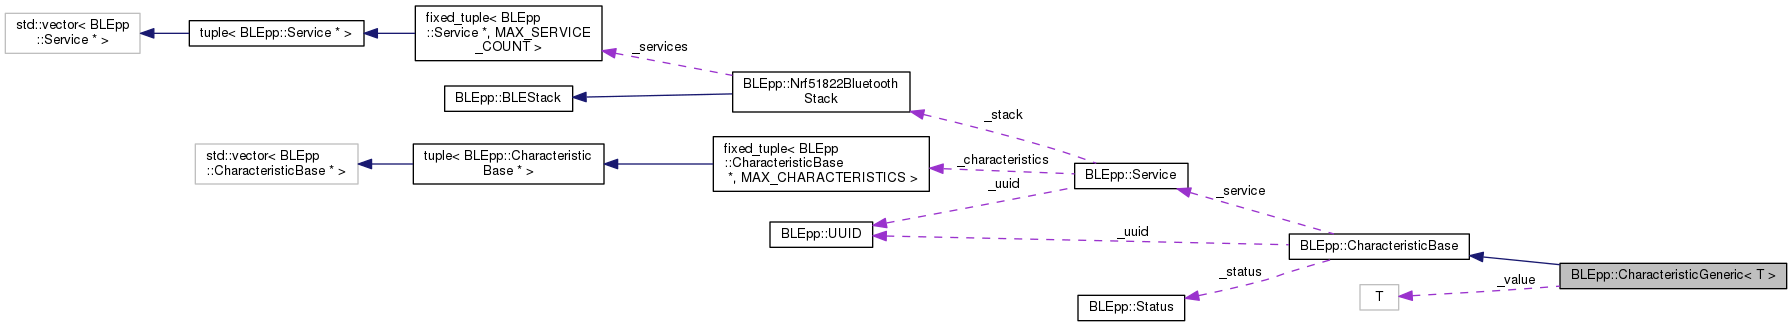 std::vector< BLEpp
::Service * >
tuple< BLEpp::Service * >
fixed_tuple< BLEpp
::Service *, MAX_SERVICE
_COUNT >
_services
BLEpp::BLEStack
BLEpp::Nrf51822Bluetooth
Stack
_stack
std::vector< BLEpp
::CharacteristicBase * >
tuple< BLEpp::Characteristic
Base * >
fixed_tuple< BLEpp
::CharacteristicBase
*, MAX_CHARACTERISTICS >
_characteristics
BLEpp::Service
_uuid
_service
BLEpp::UUID
_uuid
BLEpp::CharacteristicBase
_status
BLEpp::CharacteristicGeneric< T >
_value
T
BLEpp::Status